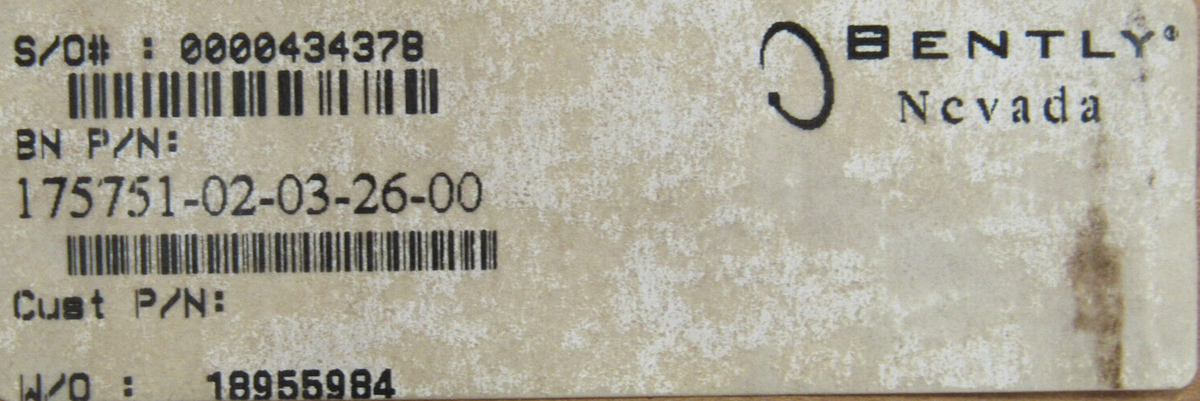 S/O# : 0000434378
BENTLY®
Nevada
BN P/N:
175751-02-03-26-00
Cust P/N:
W/O : 18955984